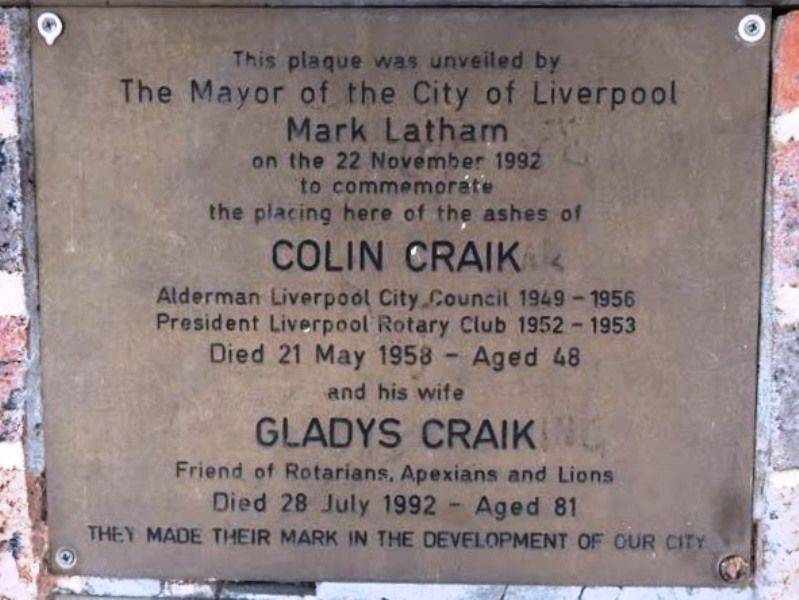 This plaque was unveiled by
The Mayor of the City of Liverpool
Mark Latham
on the 22 November 1992
to commemorate
the placing here of the ashes of
COLIN CRAIK
Alderman Liverpool City Council 1949 – 1956
President Liverpool Rotary Club 1952 – 1953
Died 21 May 1958 – Aged 48
and his wife
GLADYS CRAIK
Friend of Rotarians, Apexians and Lions
Died 28 July 1992 – Aged 81
THEY MADE THEIR MARK IN THE DEVELOPMENT OF OUR CITY